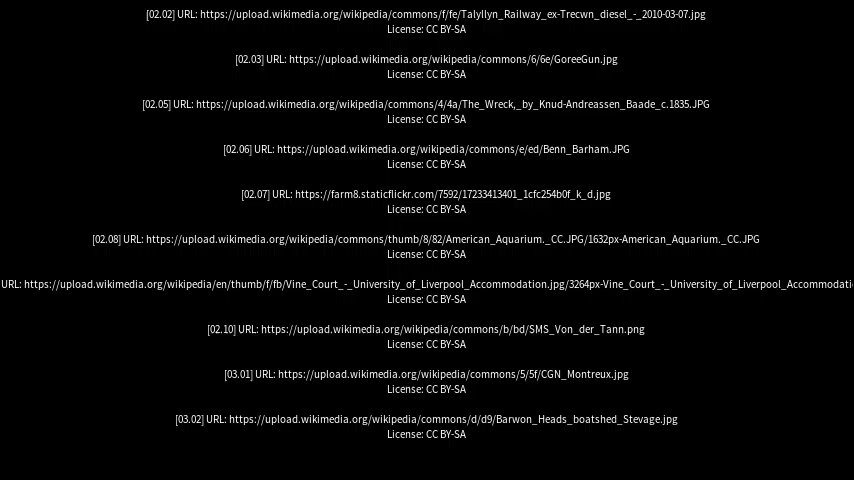 [02.02] URL: https://upload.wikimedia.org/wikipedia/commons/f/fe/Talyllyn_Railway_ex-Trecwn_diesel_-_2010-03-07.jpg
License: CC BY-SA
[02.03] URL: https://upload.wikimedia.org/wikipedia/commons/6/6e/GoreeGun.jpg
License: CC BY-SA
[02.05] URL: https://upload.wikimedia.org/wikipedia/commons/4/4a/The_Wreck,_by_Knud-Andreassen_Baade_c.1835.JPG
License: CC BY-SA
[02.06] URL: https://upload.wikimedia.org/wikipedia/commons/e/ed/Benn_Barham.JPG
License: CC BY-SA
[02.07] URL: https://farm8.staticflickr.com/7592/17233413401_1cfc254b0f_k_d.jpg
License: CC BY-SA
[02.08] URL: https://upload.wikimedia.org/wikipedia/commons/thumb/8/82/American_Aquarium._CC.JPG/1632px-American_Aquarium._CC.JPG
License: CC BY-SA
URL: https://upload.wikimedia.org/wikipedia/en/thumb/f/fb/Vine_Court_-_University_of_Liverpool_Accommodation.jpg/3264px-Vine_Court_-_University_of_Liverpool_Accommodati
License: CC BY-SA
[02.10] URL: https://upload.wikimedia.org/wikipedia/commons/b/bd/SMS_Von_der_Tann.png
License: CC BY-SA
[03.01] URL: https://upload.wikimedia.org/wikipedia/commons/5/5f/CGN_Montreux.jpg
License: CC BY-SA
[03.02] URL: https://upload.wikimedia.org/wikipedia/commons/d/d9/Barwon_Heads_boatshed_Stevage.jpg
License: CC BY-SA